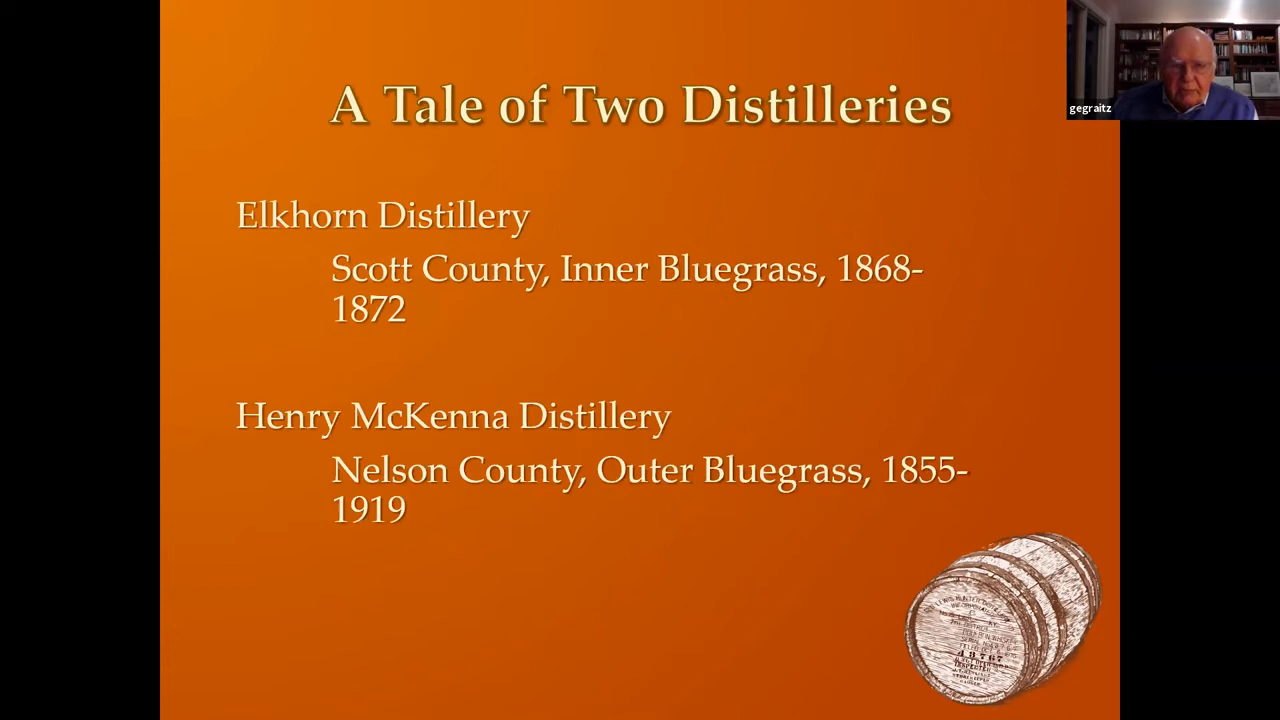 A Tale of Two Distilleries
gegraitz
Elkhorn Distillery
Scott County, Inner Bluegrass, 1868-
1872
Henry McKenna Distillery
Nelson County, Outer Bluegrass, 1855-
1919
43767